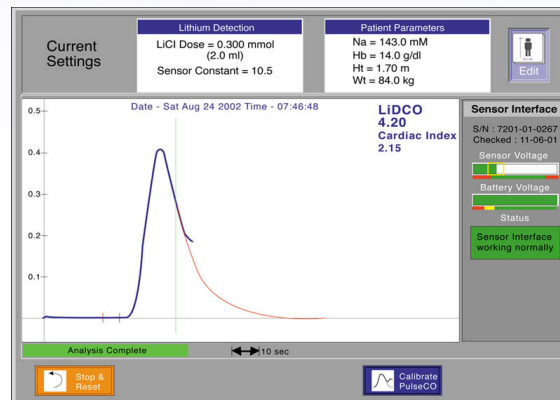 Current
Settings
Lithium Detection
LiCl Dose = 0.300 mmol
(2.0 ml)
Sensor Constant = 10.5
Patient Parameters
Na = 143.0 mM
Hb = 14.0 g/dl
Ht = 1.70 m
Wt = 84.0 kg
Edit
Date - Sat Aug 24 2002 Time - 07:46:48
LiDCO
4.20
Cardiac Index
2.15
0.5
0.4
0.3
0.2
0.1
Sensor Interface
S/N : 7201-01-0267
Checked : 11-06-01
Sensor Voltage
Battery Voltage
Status
Sensor Interface
working normally
Analysis Complete
10 sec
Stop &
Reset
Calibrate
PulseCO